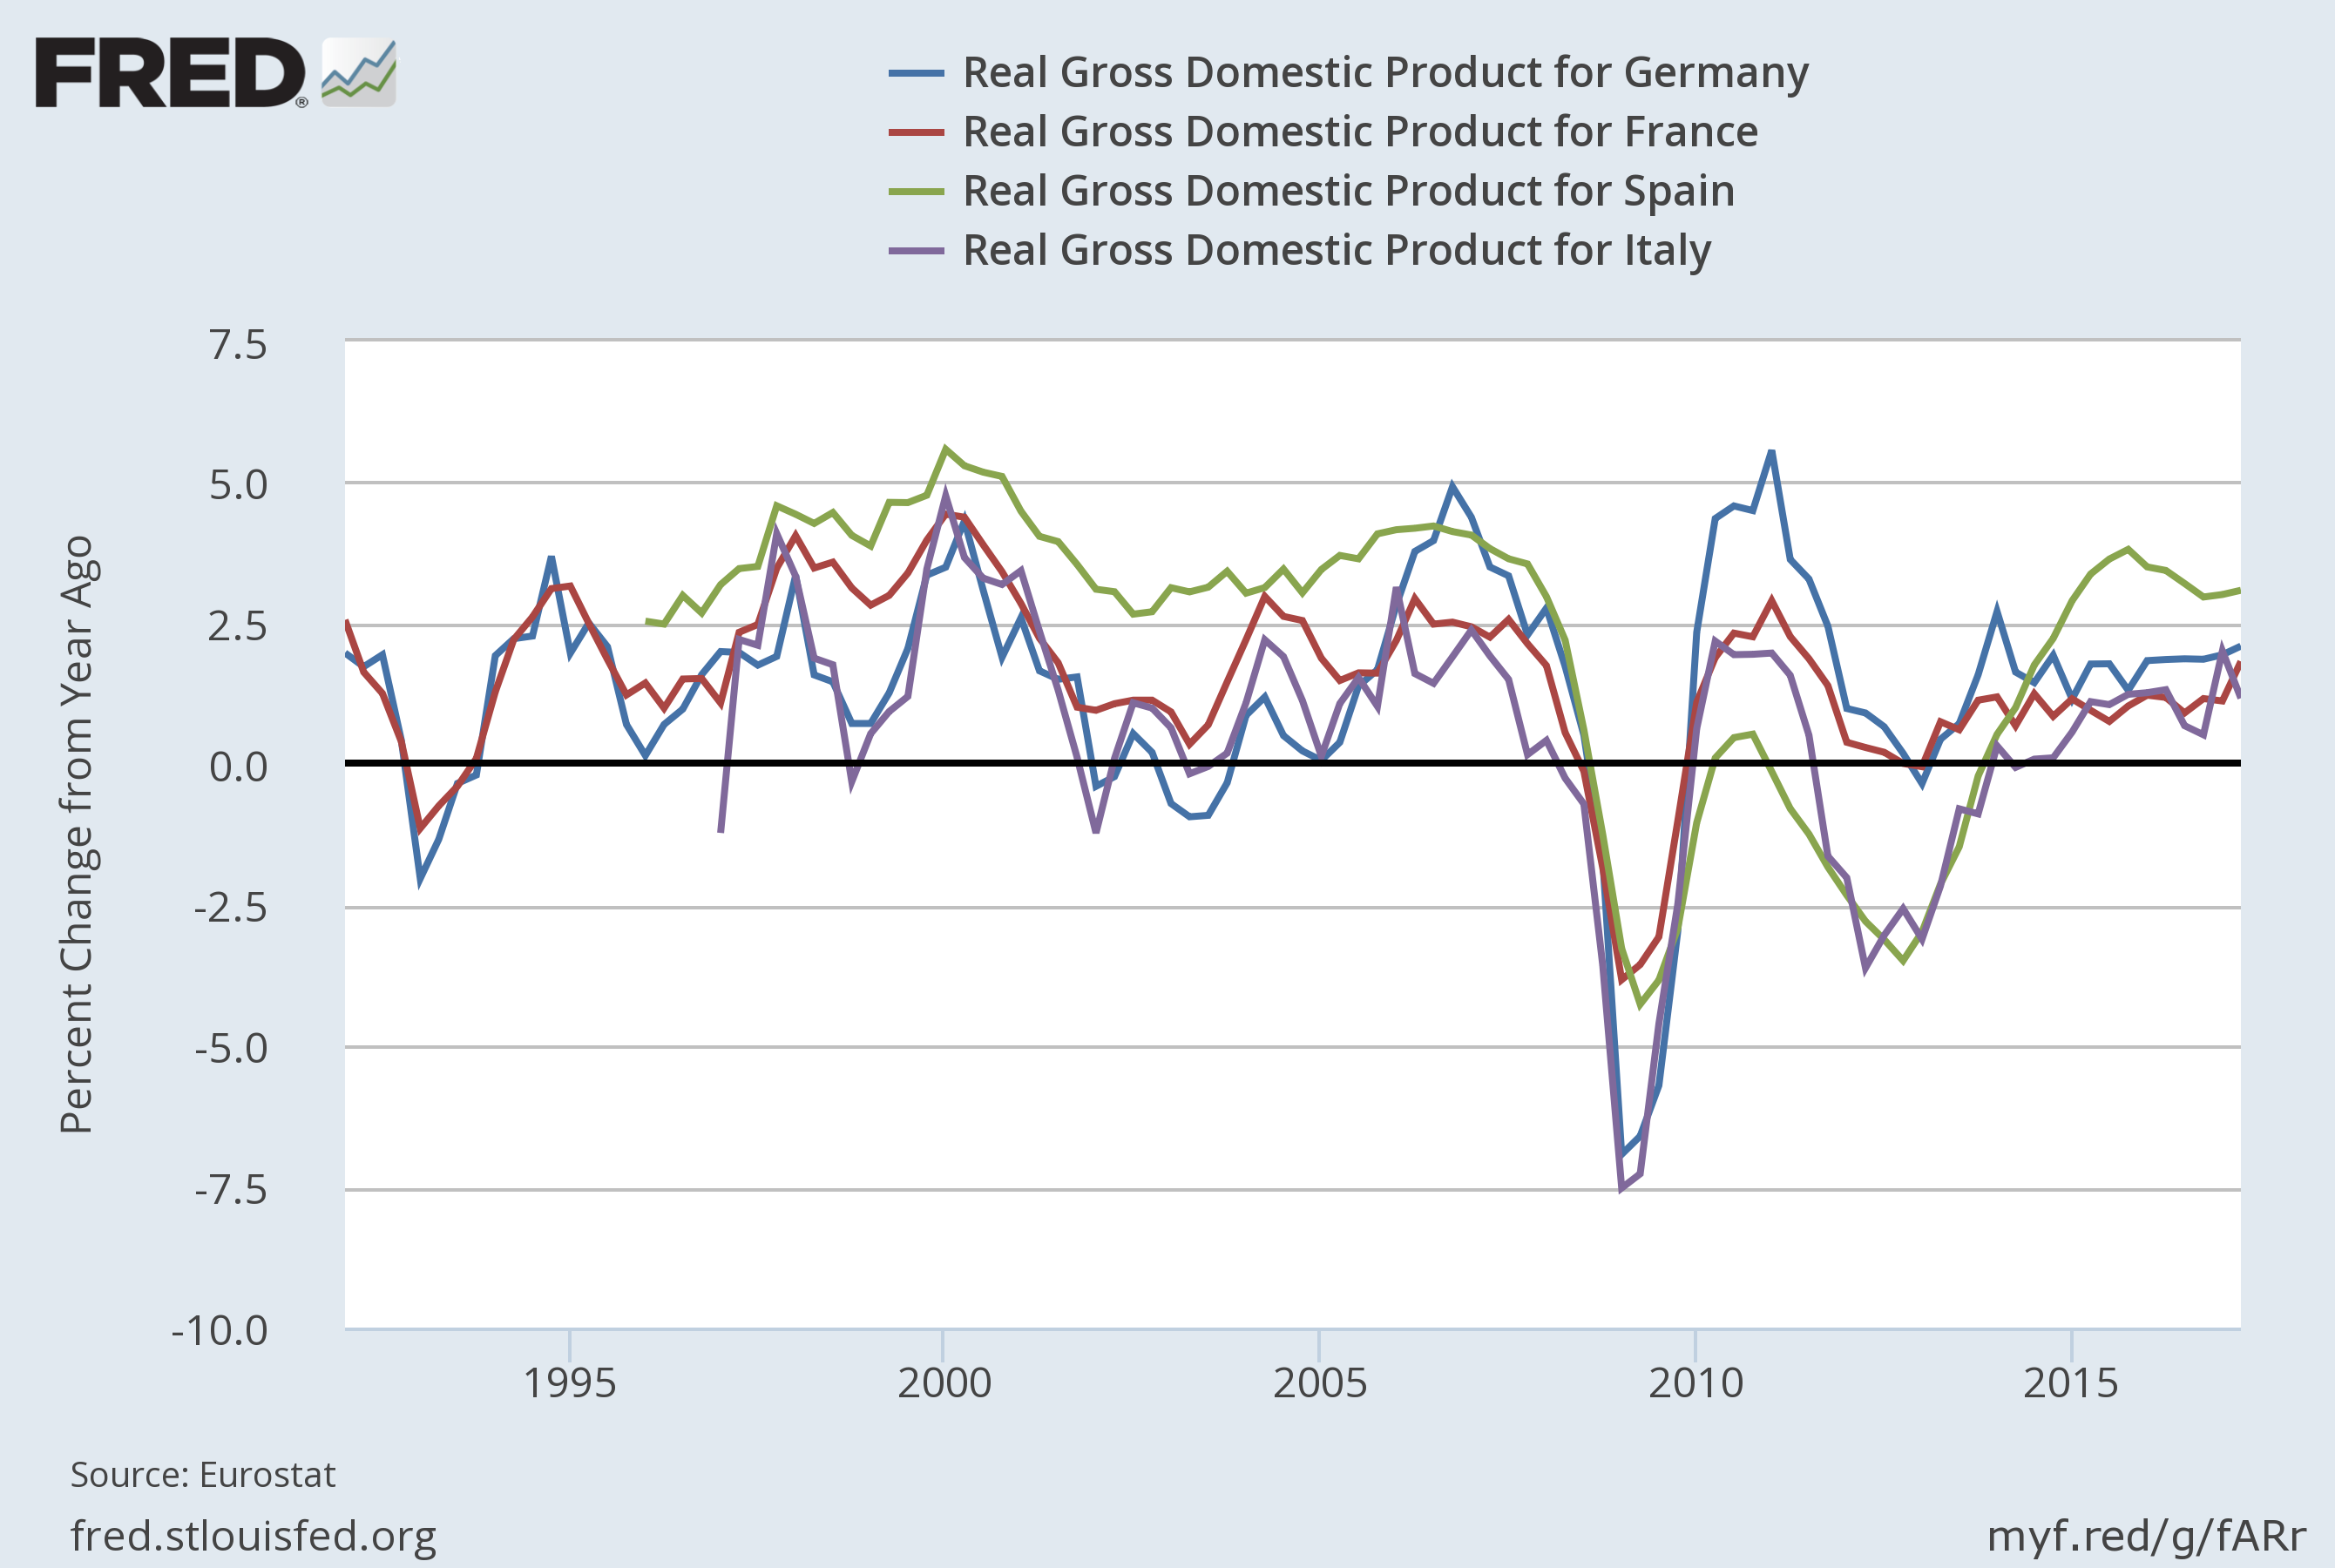 FRED®
Real Gross Domestic Product for Germany
Real Gross Domestic Product for France
Real Gross Domestic Product for Spain
Real Gross Domestic Product for Italy
Percent Change from Year Ago
7.5
5.0
2.5
0.0
-2.5
-5.0
-7.5
-10.0
1995 2000 2005 2010 2015
Source: Eurostat
fred.stlouisfed.org myf.red/g/fARr